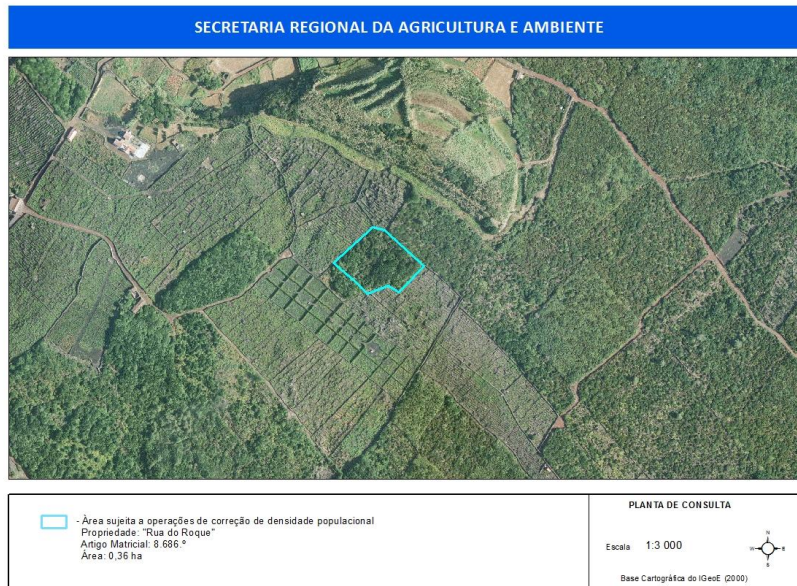 SECRETARIA REGIONAL DA AGRICULTURA E AMBIENTE
- Área sujeita a operações de correção de densidade populacional
Propriedade: "Rua do Roque"
Artigo Matricial: 8.686.º
Área: 0,36 ha
PLANTA DE CONSULTA
Escala 1:3 000
N
W E
S
Base Cartográfica do IGeoE (2000)